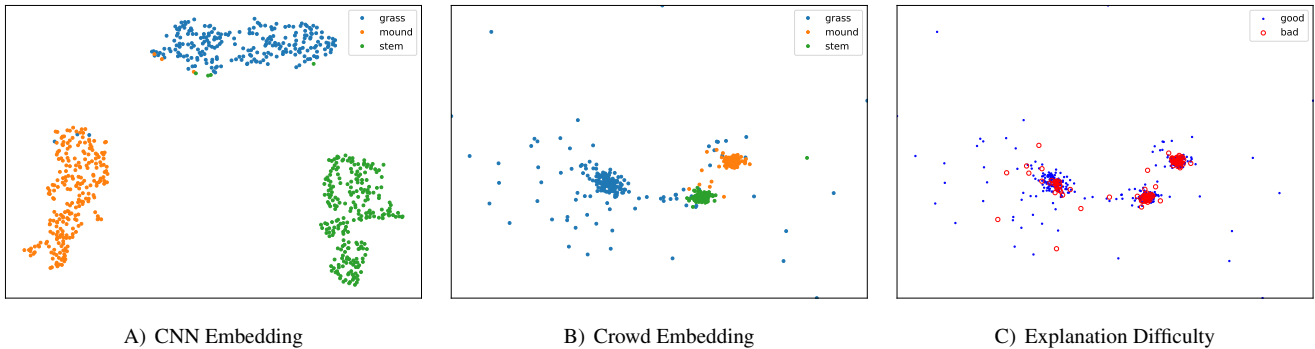 grass
mound
stem
grass
mound
stem
good
bad
A) CNN Embedding
B) Crowd Embedding
C) Explanation Difficulty